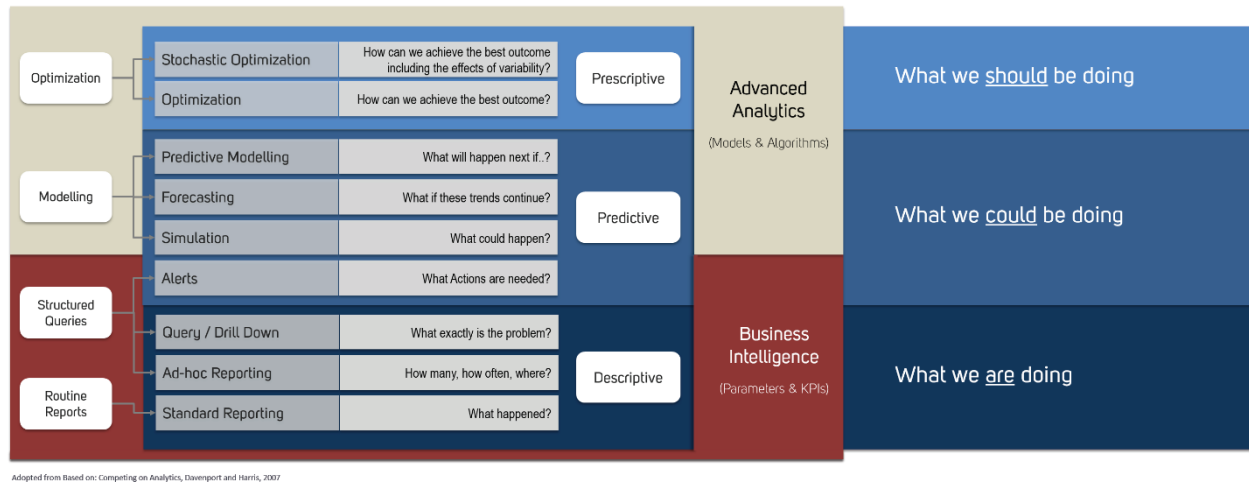 Optimization
Stochastic Optimization
How can we achieve the best outcome
including the effects of variability?
Optimization
How can we achieve the best outcome?
Prescriptive
Advanced
Analytics
(Models & Algorithms)
What we should be doing
Modelling
Predictive Modelling
What will happen next if..?
Forecasting
What if these trends continue?
Simulation
What could happen?
Predictive
What we could be doing
Structured
Queries
Alerts
What Actions are needed?
Query / Drill Down
What exactly is the problem?
Ad-hoc Reporting
How many, how often, where?
Routine
Reports
Standard Reporting
What happened?
Descriptive
Business
Intelligence
(Parameters & KPIs)
What we are doing
Adopted from Based on: Competing on Analytics, Davenport and Harris, 2007